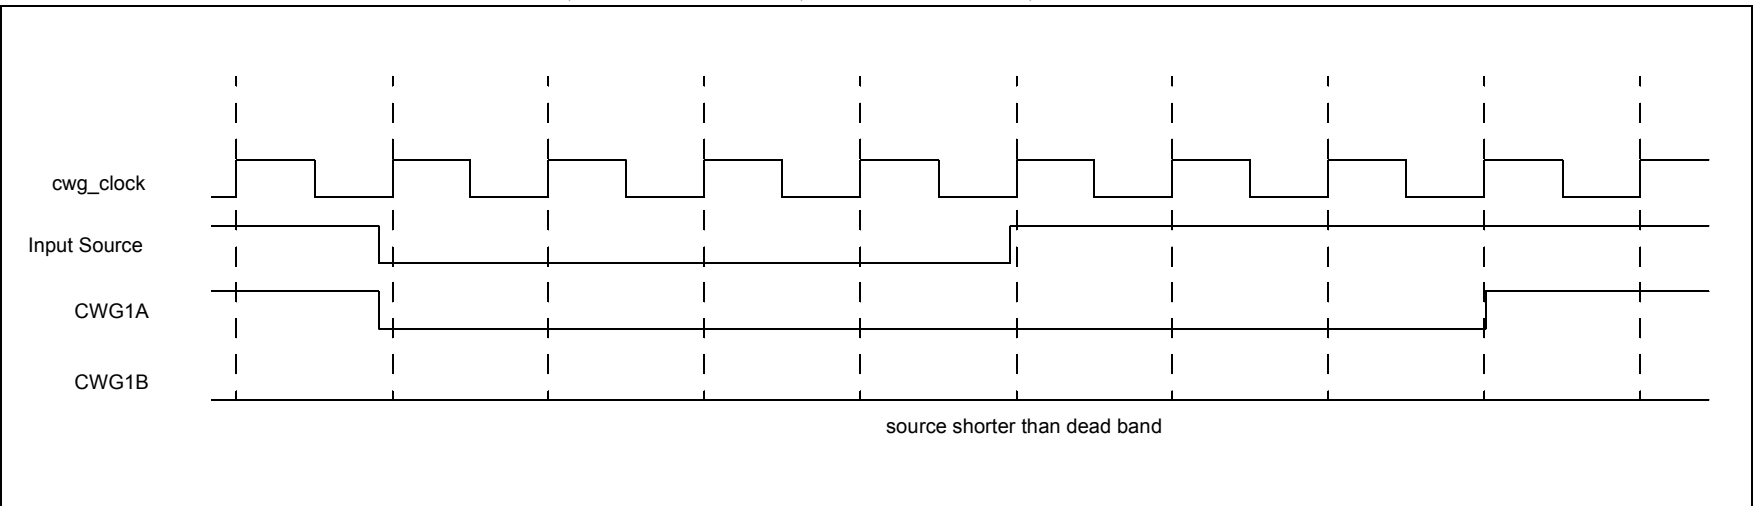 cwg_clock
Input Source
CWG1A
CWG1B
source shorter than dead band